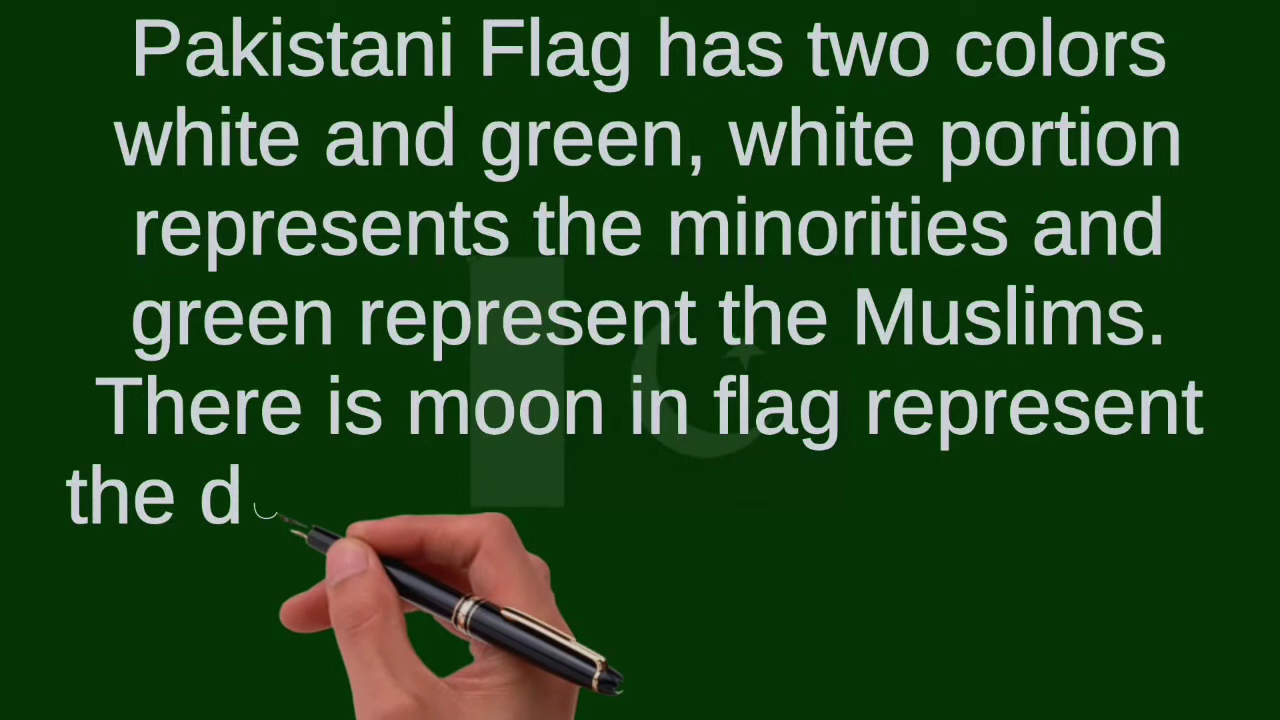 Pakistani Flag has two colors
white and green, white portion
represents the minorities and
green represent the Muslims.
There is moon in flag represent
the d